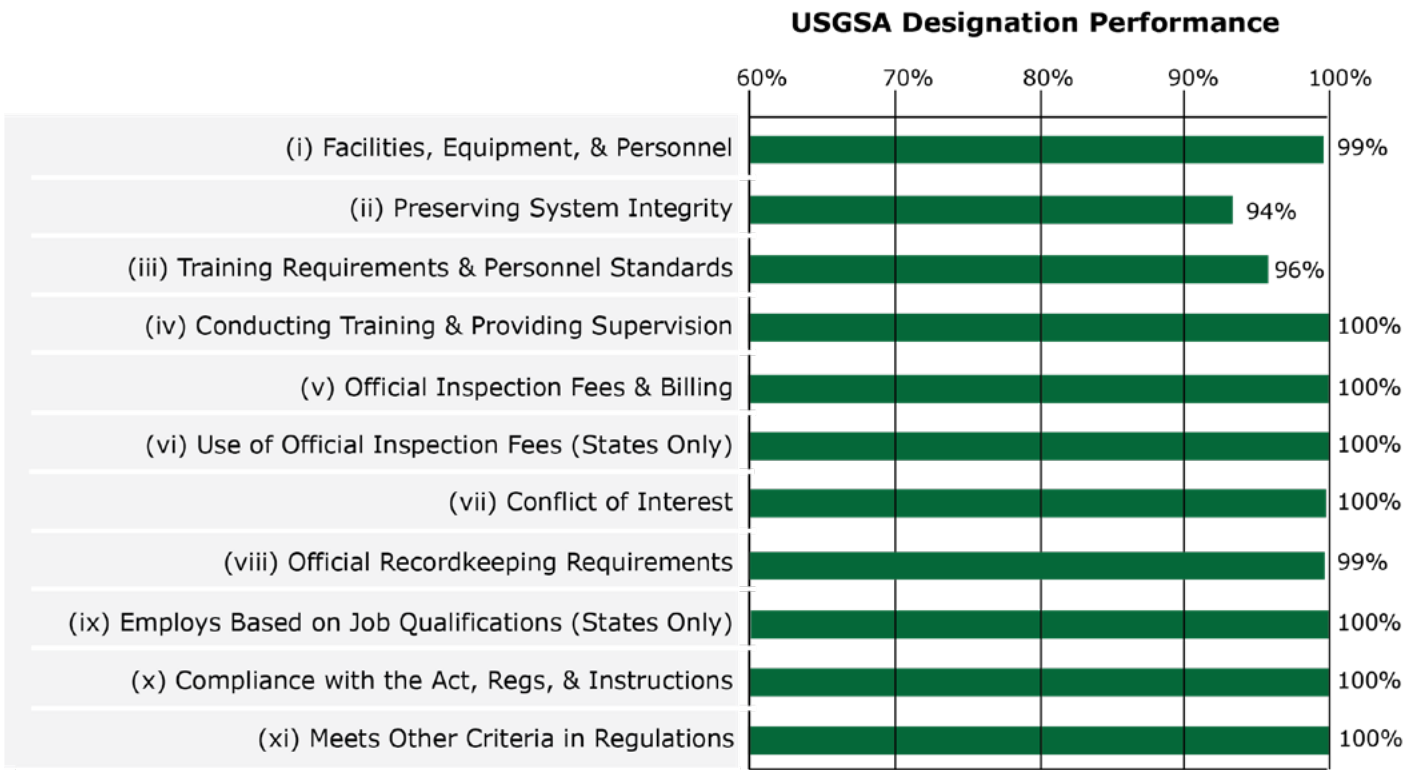 USGSA Designation Performance
60% 70% 80% 90% 100%
(i) Facilities, Equipment, & Personnel 99%
(ii) Preserving System Integrity 94%
(iii) Training Requirements & Personnel Standards 96%
(iv) Conducting Training & Providing Supervision 100%
(v) Official Inspection Fees & Billing 100%
(vi) Use of Official Inspection Fees (States Only) 100%
(vii) Conflict of Interest 100%
(viii) Official Recordkeeping Requirements 99%
(ix) Employs Based on Job Qualifications (States Only) 100%
(x) Compliance with the Act, Regs, & Instructions 100%
(xi) Meets Other Criteria in Regulations 100%